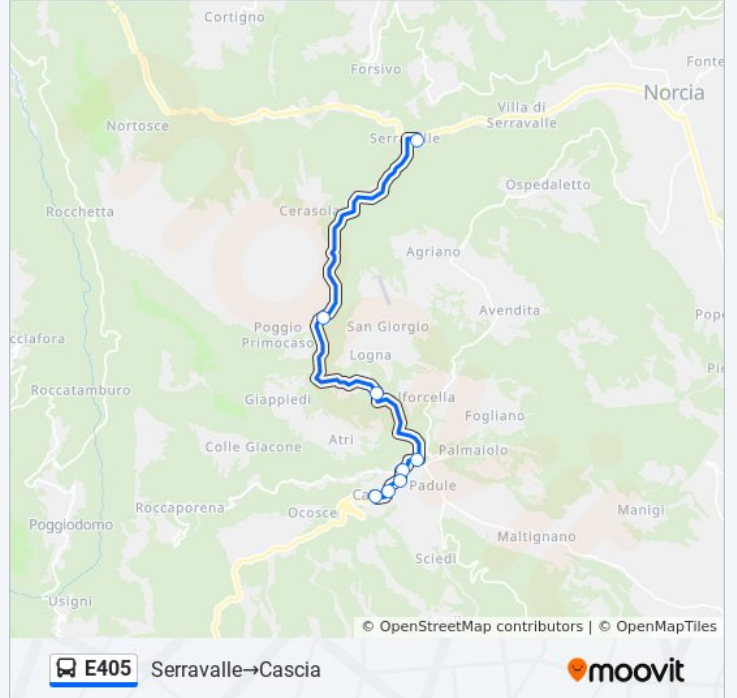 Cortigno
Fonte
Forsivo
Norcia
Villa di
Serravalle
Nortosce
Ospedaletto
Rocchetta
Cerasola
Agriano
Avendita
Pop
cciafora
Poggio
Primocaso
San Giorgio
Logna
Roccatamburo
Giappiedi
Fogliano
Atri
Colle Giacone
Palmaiolo
Padule
Roccaporena
Ocosce
Manigi
Poggiodomo
Maltignano
Sciedi
Usigni
© OpenStreetMap contributors | © OpenMapTiles
E405 Serravalle→Cascia
moovit